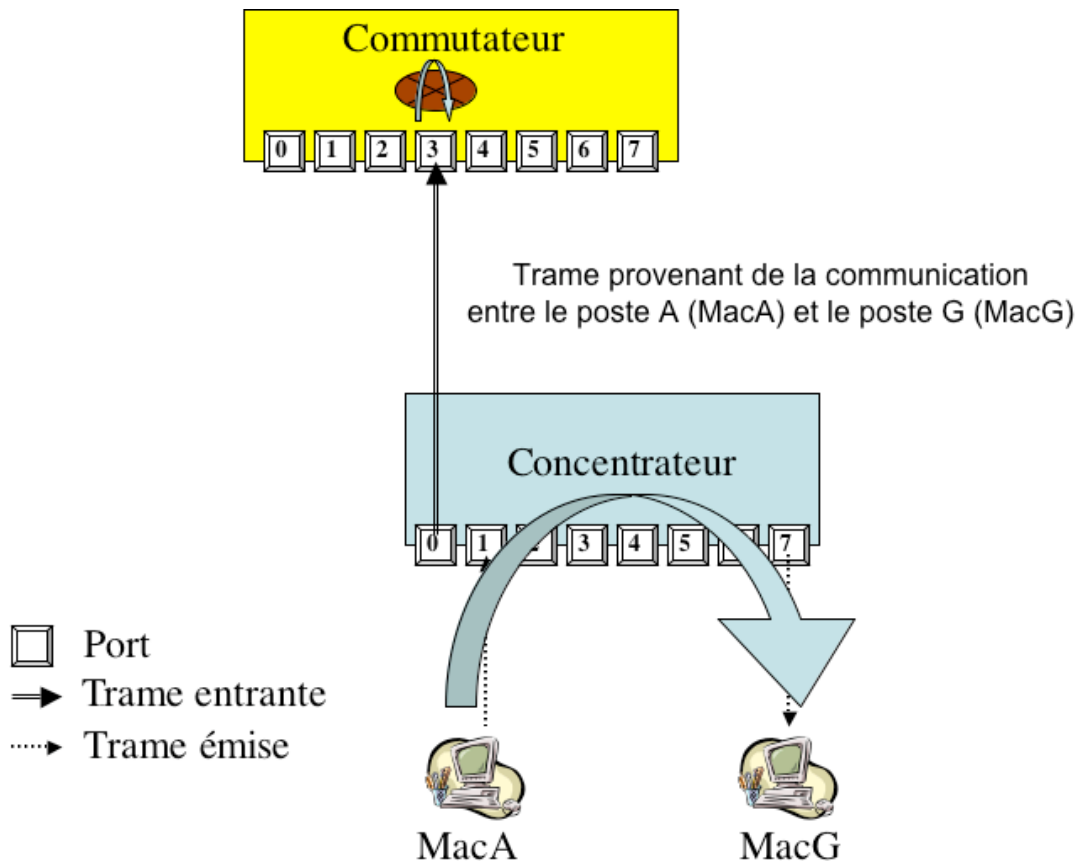 Commutateur
0 1 2 3 4 5 6 7
Trame provenant de la communication
entre le poste A (MacA) et le poste G (MacG)
Concentrateur
0 1 2 3 4 5 7
Port
Trame entrante
Trame émise
MacA MacG